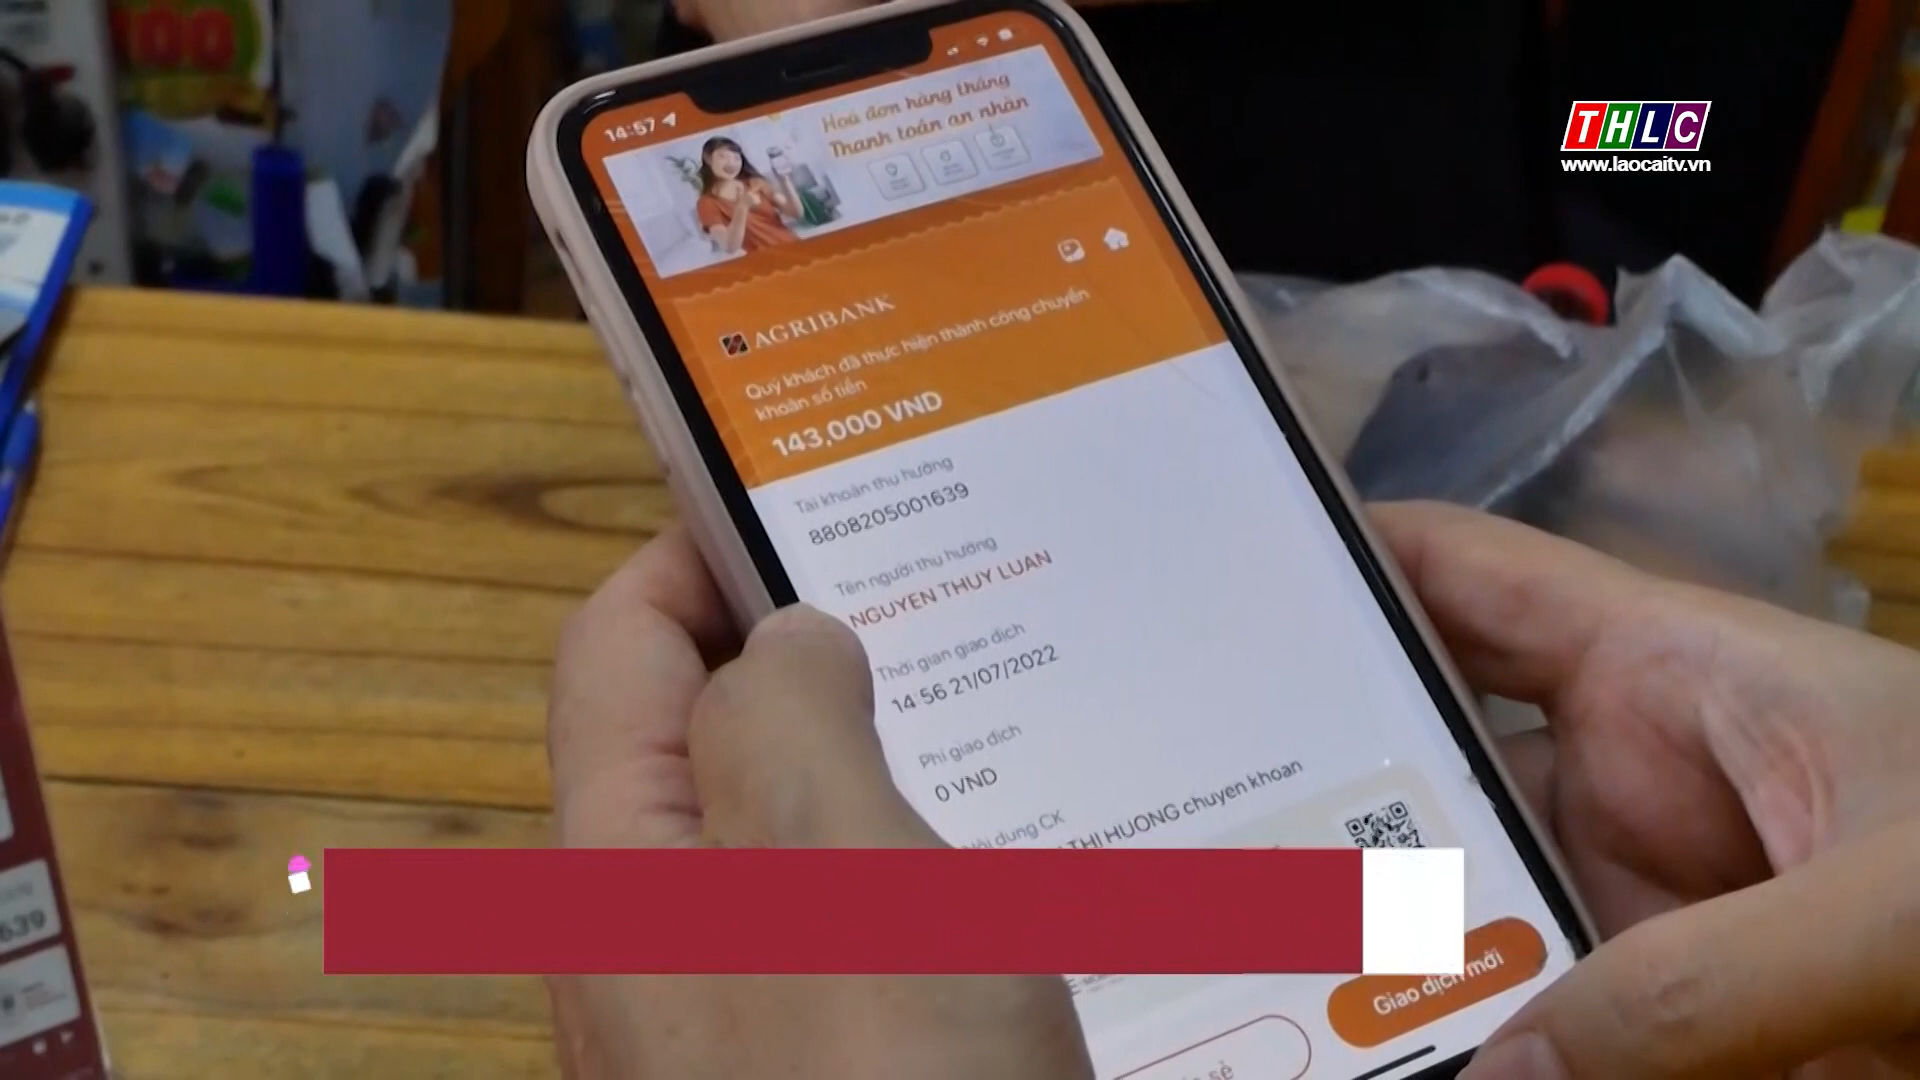 14:57
Hoá đơn hàng tháng
Thanh toán an nhàn
THLC
www.laocaitv.vn
AGRIBANK
Quý khách đã thực hiện thành công chuyển
khoản số tiền
143,000 VND
Tài khoản thụ hưởng
8808205001639
Tên người thụ hưởng
NGUYEN THUY LUAN
Thời gian giao dịch
14:56 21/07/2022
Phí giao dịch
0 VND
Nội dung CK
THI HUONG chuyen khoan
639
Giao dịch mới
sẻ